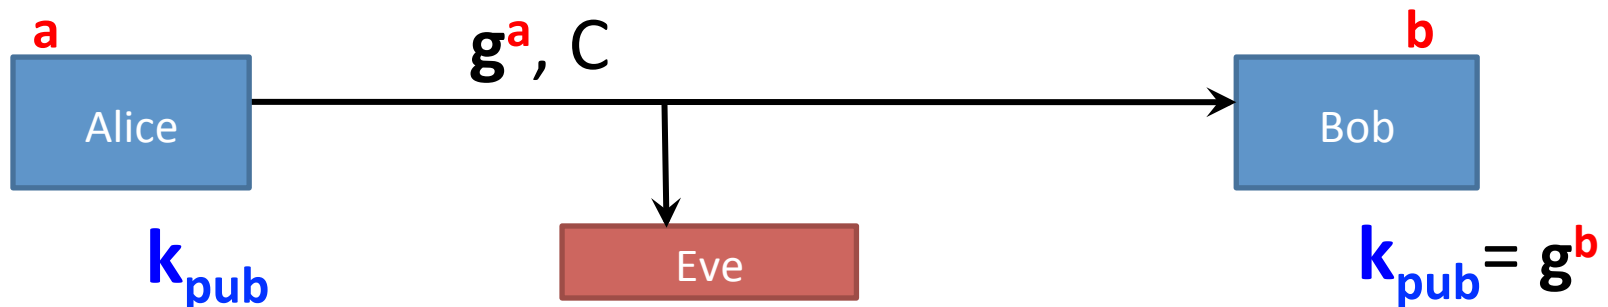 a
g^a, C
b
Alice
Bob
Eve
k_pub
k_pub = g^b